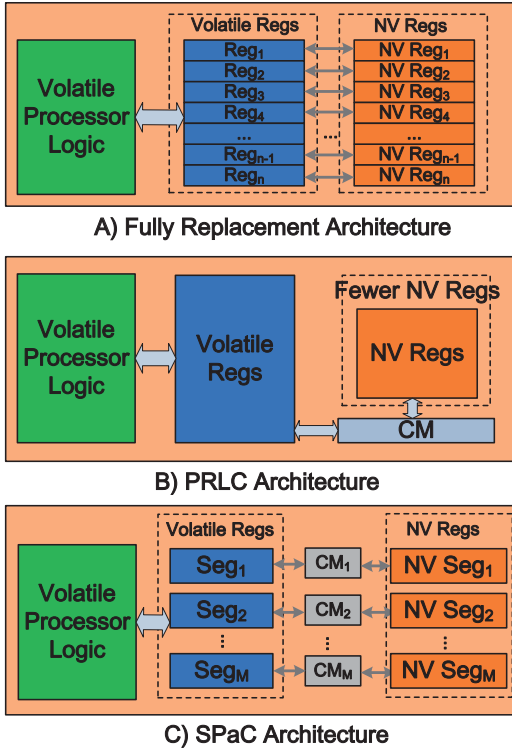 Volatile Regs NV Regs
Volatile Processor Logic
Reg1 NV Reg1
Reg2 NV Reg2
Reg3 NV Reg3
Reg4 NV Reg4
... ... ...
Regn-1 NV Regn-1
Regn NV Regn
A) Fully Replacement Architecture
Volatile Processor Logic
Volatile Regs
Fewer NV Regs
NV Regs
CM
B) PRLC Architecture
Volatile Regs NV Regs
Volatile Processor Logic
Seg1 CM1 NV Seg1
Seg2 CM2 NV Seg2
... ... ...
SegM CMM NV SegM
C) SPaC Architecture